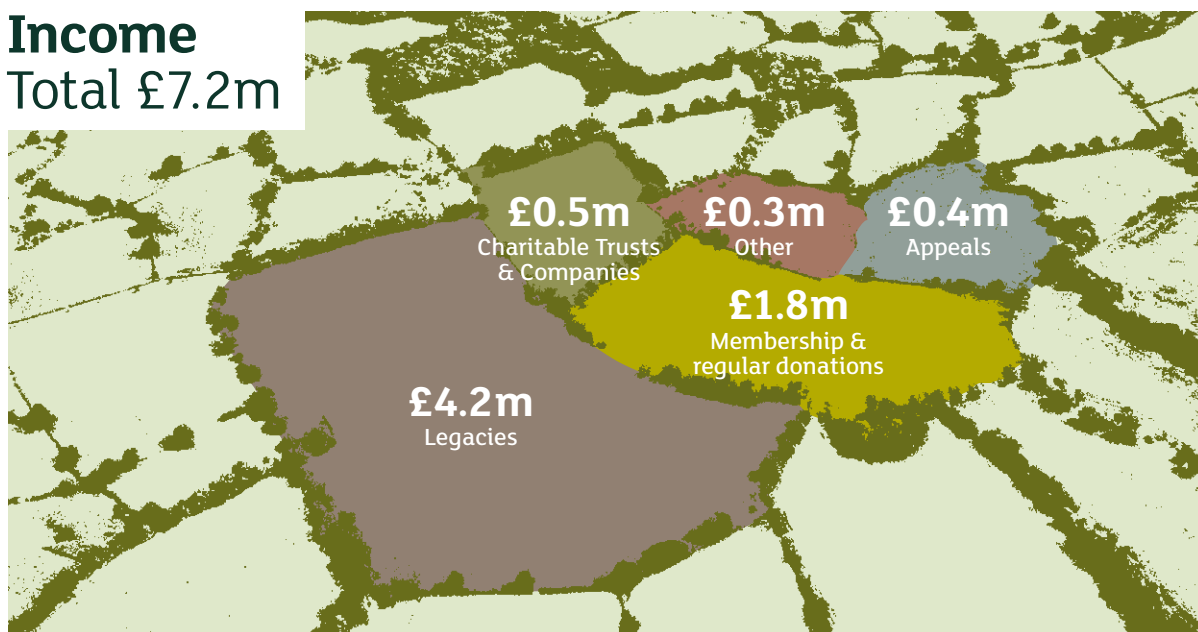 Income
Total £7.2m
£0.5m
Charitable Trusts
& Companies
£0.3m
Other
£0.4m
Appeals
£1.8m
Membership &
regular donations
£4.2m
Legacies